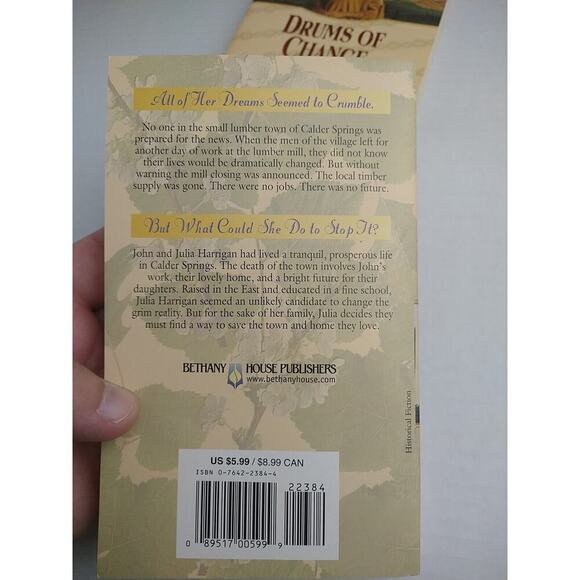 DRUMS OF
CHANGE
All of Her Dreams Seemed to Crumble.
No one in the small lumber town of Calder Springs was
prepared for the news. When the men of the village left for
another day of work at the lumber mill, they did not know
their lives would be dramatically changed. But without
warning the mill closing was announced. The local timber
supply was gone. There were no jobs. There was no future.
But What Could She Do to Stop It?
John and Julia Harrigan had lived a tranquil, prosperous life
in Calder Springs. The death of the town involves John's
work, their lovely home, and a bright future for their
daughters. Raised in the East and educated in a fine school,
Julia Harrigan seemed an unlikely candidate to change the
grim reality. But for the sake of her family, Julia decides they
must find a way to save the town and home they love.
BETHANY HOUSE PUBLISHERS
www.bethanyhouse.com
Historical Fiction
US $5.99 / $8.99 CAN
ISBN 0-7642-2384-4
22384
0 89517 00599 9